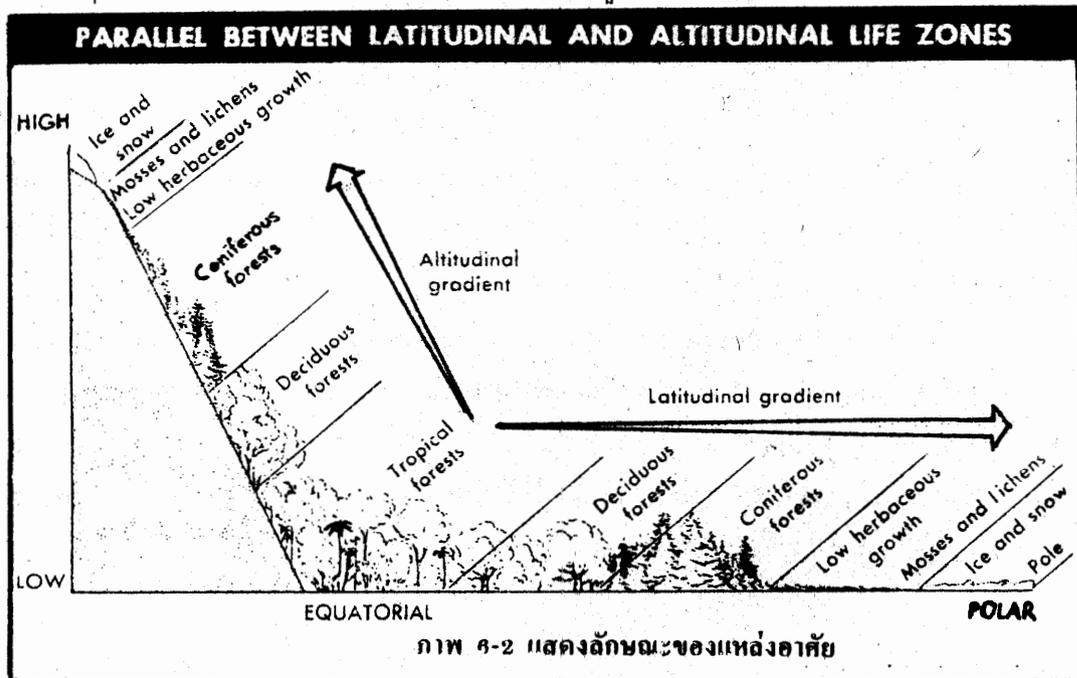 PARALLEL BETWEEN LATITUDINAL AND ALTITUDINAL LIFE ZONES
HIGH
Ice and
snow
Mosses and lichens
Low herbaceous growth
Coniferous
forests
Altitudinal
gradient
Deciduous
forests
Latitudinal gradient
Tropical
forests
Deciduous
forests
Coniferous
forests
Low herbaceous
growth
Mosses and lichens
Ice and snow
Pole
LOW
EQUATORIAL
POLAR
ภาพ 6-2 แสดงลักษณะของแหล่งอาศัย